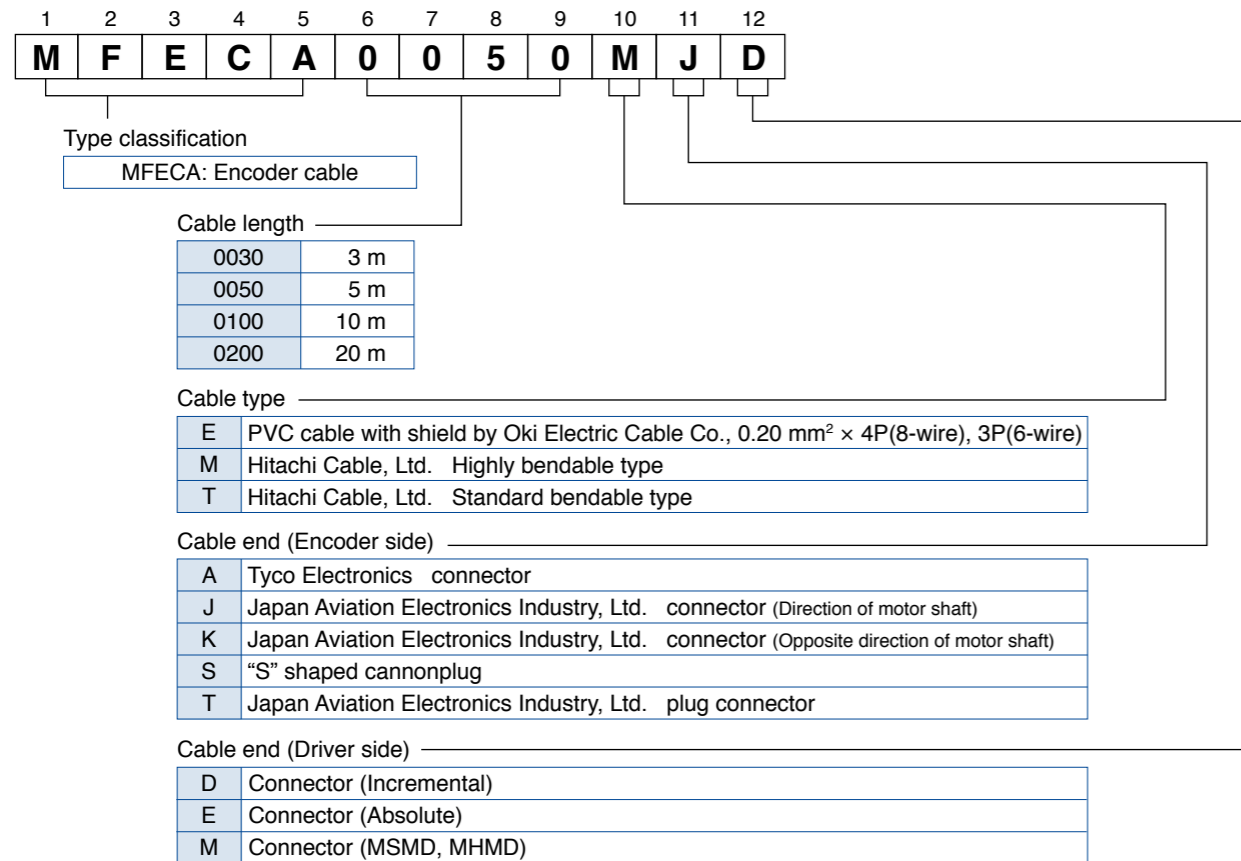 1 2 3 4 5 6 7 8 9 10 11 12
M F E C A 0 0 5 0 M J D
Type classification
MFECA: Encoder cable
Cable length
0030 3 m
0050 5 m
0100 10 m
0200 20 m
Cable type
E PVC cable with shield by Oki Electric Cable Co., 0.20 mm² × 4P(8-wire), 3P(6-wire)
M Hitachi Cable, Ltd. Highly bendable type
T Hitachi Cable, Ltd. Standard bendable type
Cable end (Encoder side)
A Tyco Electronics connector
J Japan Aviation Electronics Industry, Ltd. connector (Direction of motor shaft)
K Japan Aviation Electronics Industry, Ltd. connector (Opposite direction of motor shaft)
S “S” shaped cannonplug
T Japan Aviation Electronics Industry, Ltd. plug connector
Cable end (Driver side)
D Connector (Incremental)
E Connector (Absolute)
M Connector (MSMD, MHMD)